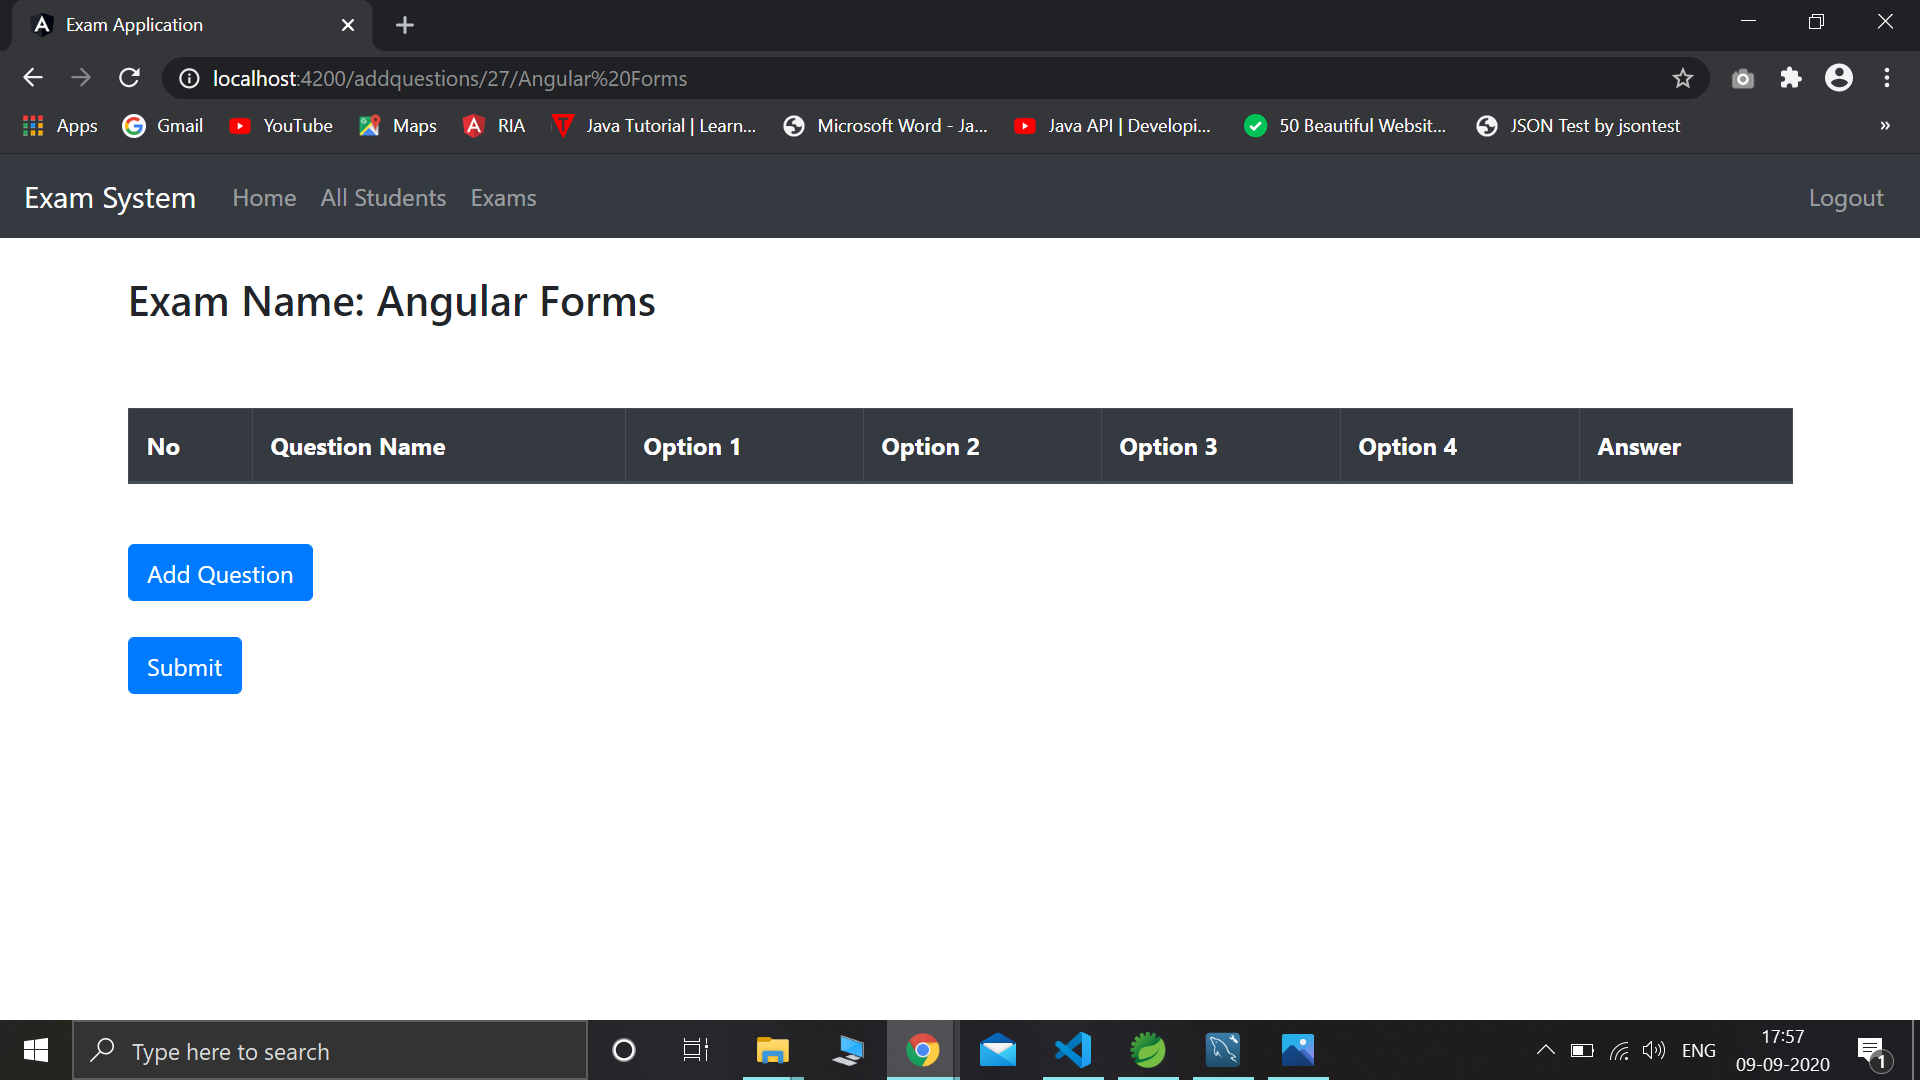 Exam Application
localhost:4200/addquestions/27/Angular%20Forms
Apps Gmail YouTube Maps RIA Java Tutorial | Learn... Microsoft Word - Ja... Java API | Developi... 50 Beautiful Websit... JSON Test by jsontest »
Exam System Home All Students Exams Logout
Exam Name: Angular Forms
No Question Name Option 1 Option 2 Option 3 Option 4 Answer
Add Question
Submit
Type here to search
ENG
17:57
09-09-2020
1